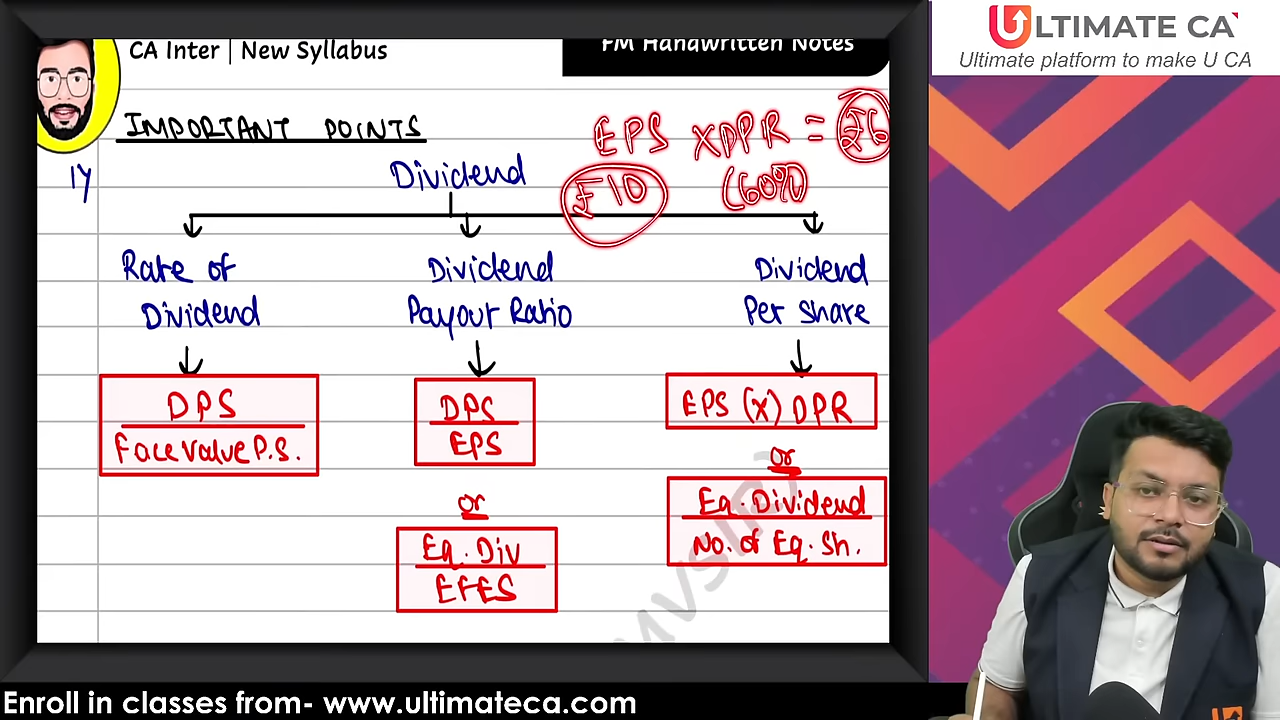 CA Inter | New Syllabus
FM Handwritten Notes
ULTIMATE CA
Ultimate platform to make U CA
IMPORTANT POINTS
EPS X DPR = ₹6
₹10 (60%)
1)
Dividend
Rate of
Dividend
Dividend
Payout Ratio
Dividend
Per share
DPS
Face Value P.S.
DPS
EPS
or
Eq. Div
EFES
EPS (x) DPR
or
Eq. Dividend
No. of Eq. Sh.
Enroll in classes from- www.ultimateca.com